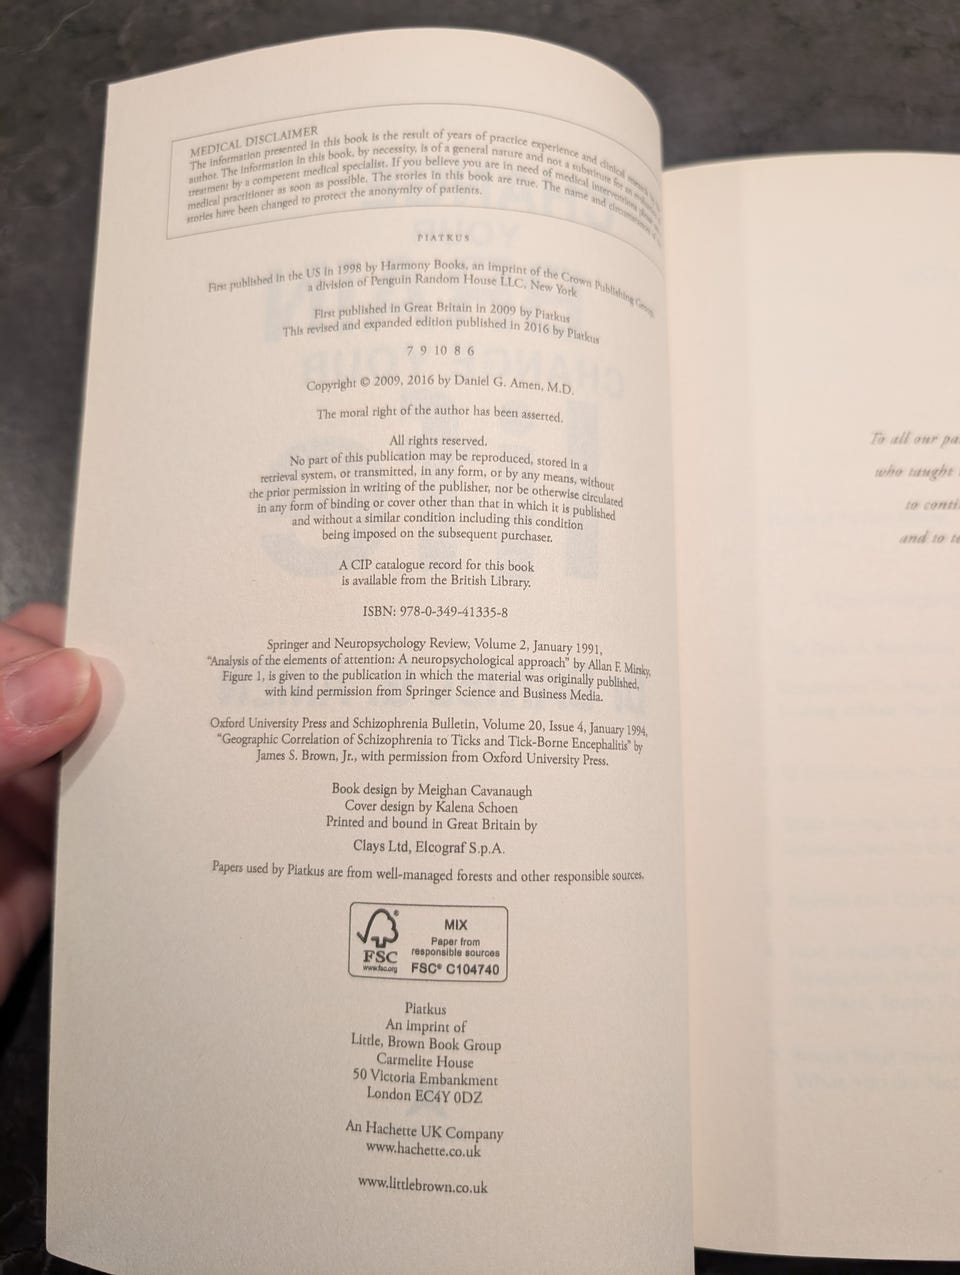 MEDICAL DISCLAIMER
The information presented in this book is the result of years of practice experience and clinical research by the
author. The information in this book, by necessity, is of a general nature and not a substitute for an evaluation
treatment by a competent medical specialist. If you believe you are in need of medical interventions please
medical practitioner as soon as possible. The stories in this book are true. The name and circumstances of
stories have been changed to protect the anonymity of patients.
PIATKUS
First published in the US in 1998 by Harmony Books, an imprint of the Crown Publishing Group,
a division of Penguin Random House LLC, New York
First published in Great Britain in 2009 by Piatkus
This revised and expanded edition published in 2016 by Piatkus
7 9 10 8 6
Copyright © 2009, 2016 by Daniel G. Amen, M.D.
The moral right of the author has been asserted.
All rights reserved.
No part of this publication may be reproduced, stored in a
retrieval system, or transmitted, in any form, or by any means, without
the prior permission in writing of the publisher, nor be otherwise circulated
in any form of binding or cover other than that in which it is published
and without a similar condition including this condition
being imposed on the subsequent purchaser.
A CIP catalogue record for this book
is available from the British Library.
ISBN: 978-0-349-41335-8
Springer and Neuropsychology Review, Volume 2, January 1991,
“Analysis of the elements of attention: A neuropsychological approach” by Allan F. Mirsky,
Figure 1, is given to the publication in which the material was originally published,
with kind permission from Springer Science and Business Media.
Oxford University Press and Schizophrenia Bulletin, Volume 20, Issue 4, January 1994,
“Geographic Correlation of Schizophrenia to Ticks and Tick-Borne Encephalitis” by
James S. Brown, Jr., with permission from Oxford University Press.
Book design by Meighan Cavanaugh
Cover design by Kalena Schoen
Printed and bound in Great Britain by
Clays Ltd, Elcograf S.p.A.
Papers used by Piatkus are from well-managed forests and other responsible sources.
FSC®
www.fsc.org
MIX
Paper from
responsible sources
FSC® C104740
Piatkus
An imprint of
Little, Brown Book Group
Carmelite House
50 Victoria Embankment
London EC4Y 0DZ
An Hachette UK Company
www.hachette.co.uk
www.littlebrown.co.uk
To all our
who taught
to
and to